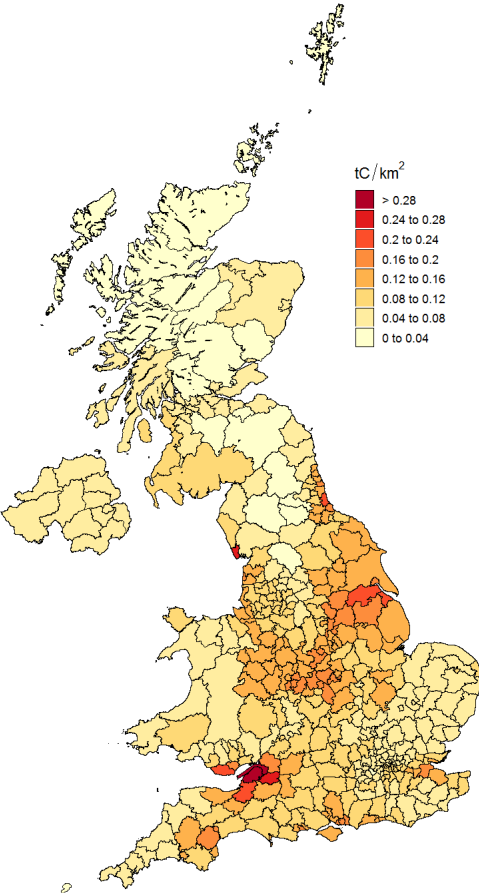 tC/km²
> 0.28
0.24 to 0.28
0.2 to 0.24
0.16 to 0.2
0.12 to 0.16
0.08 to 0.12
0.04 to 0.08
0 to 0.04